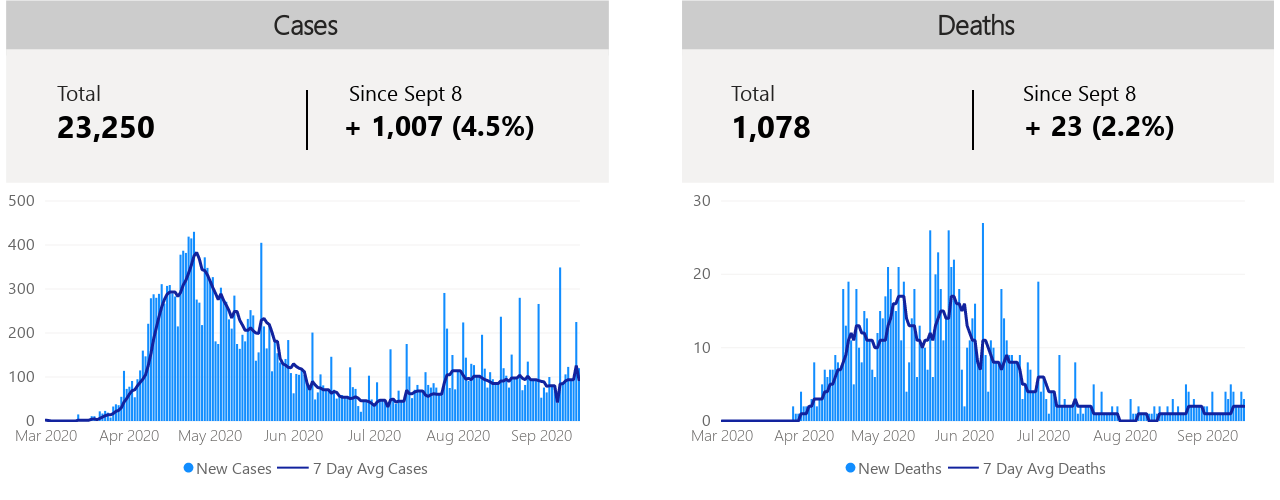 Cases
Total
23,250
Since Sept 8
+ 1,007 (4.5%)
500
400
300
200
100
0
Mar 2020 Apr 2020 May 2020 Jun 2020 Jul 2020 Aug 2020 Sep 2020
New Cases 7 Day Avg Cases
Deaths
Total
1,078
Since Sept 8
+ 23 (2.2%)
30
20
10
0
Mar 2020 Apr 2020 May 2020 Jun 2020 Jul 2020 Aug 2020 Sep 2020
New Deaths 7 Day Avg Deaths